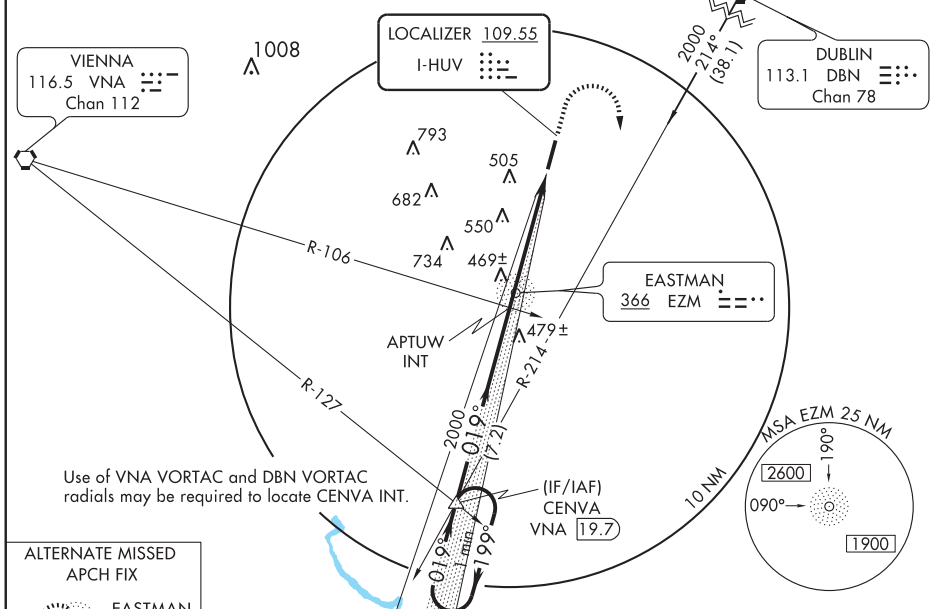 1008
LOCALIZER 109.55
I-HUV
2000
214°
(38.1)
VIENNA
116.5 VNA
Chan 112
DUBLIN
113.1 DBN
Chan 78
793
505
682
550
734
469±
R-106
EASTMAN
366 EZM
APTUW
INT
479±
R-214
R-127
2000
019°
(7.2)
MSA EZM 25 NM
190°
2600
090°
1900
10 NM
Use of VNA VORTAC and DBN VORTAC
radials may be required to locate CENVA INT.
(IF/IAF)
CENVA
VNA 19.7
019°
1 min
199°
ALTERNATE MISSED
APCH FIX
EASTMAN